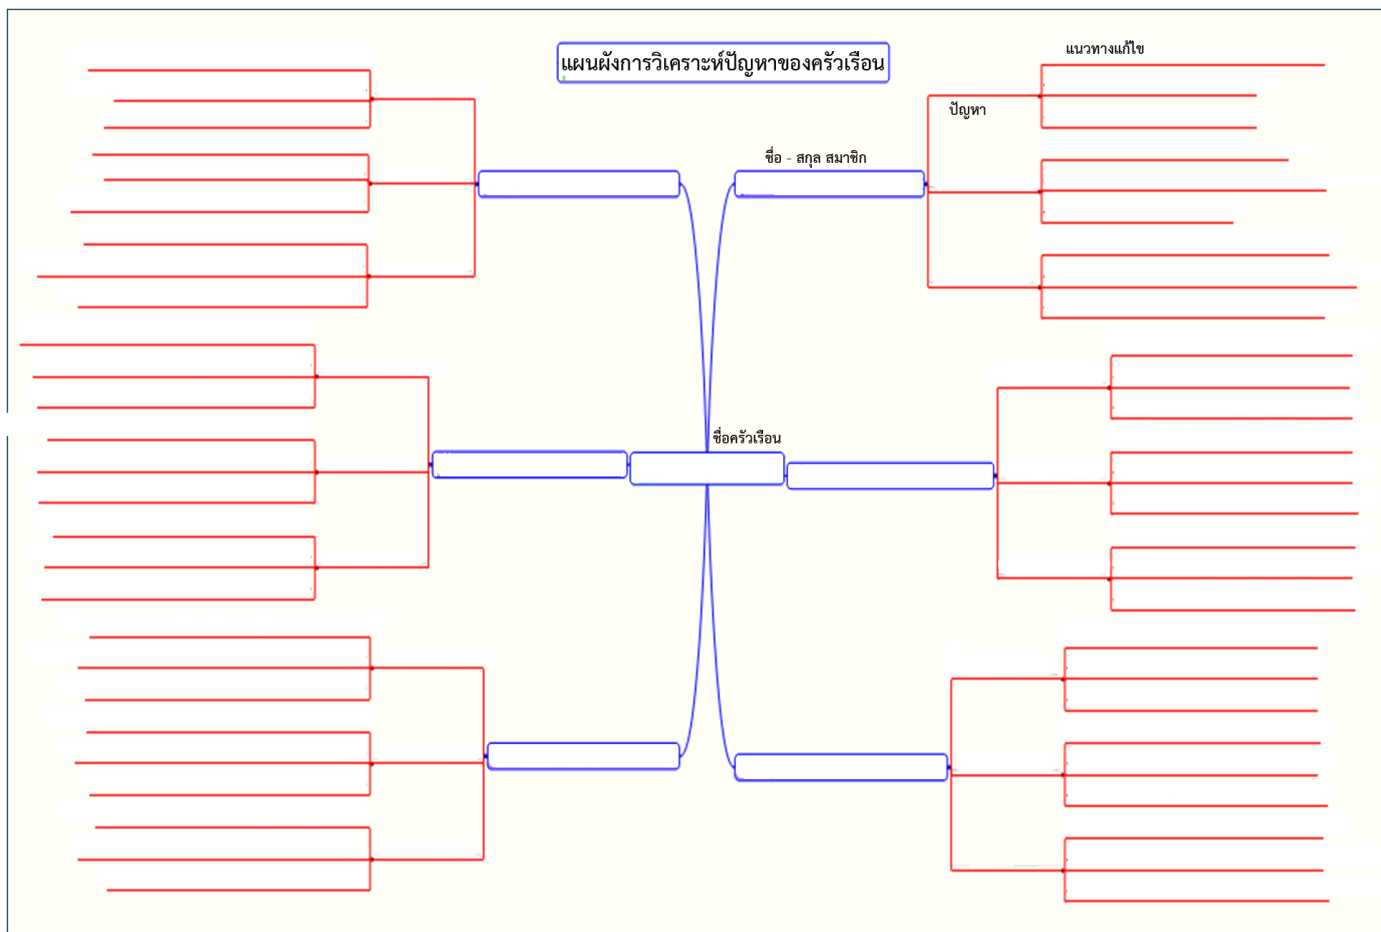 แผนผังการวิเคราะห์ปัญหาของครัวเรือน
แนวทางแก้ไข
ปัญหา
ชื่อ - สกุล สมาชิก
ชื่อครัวเรือน